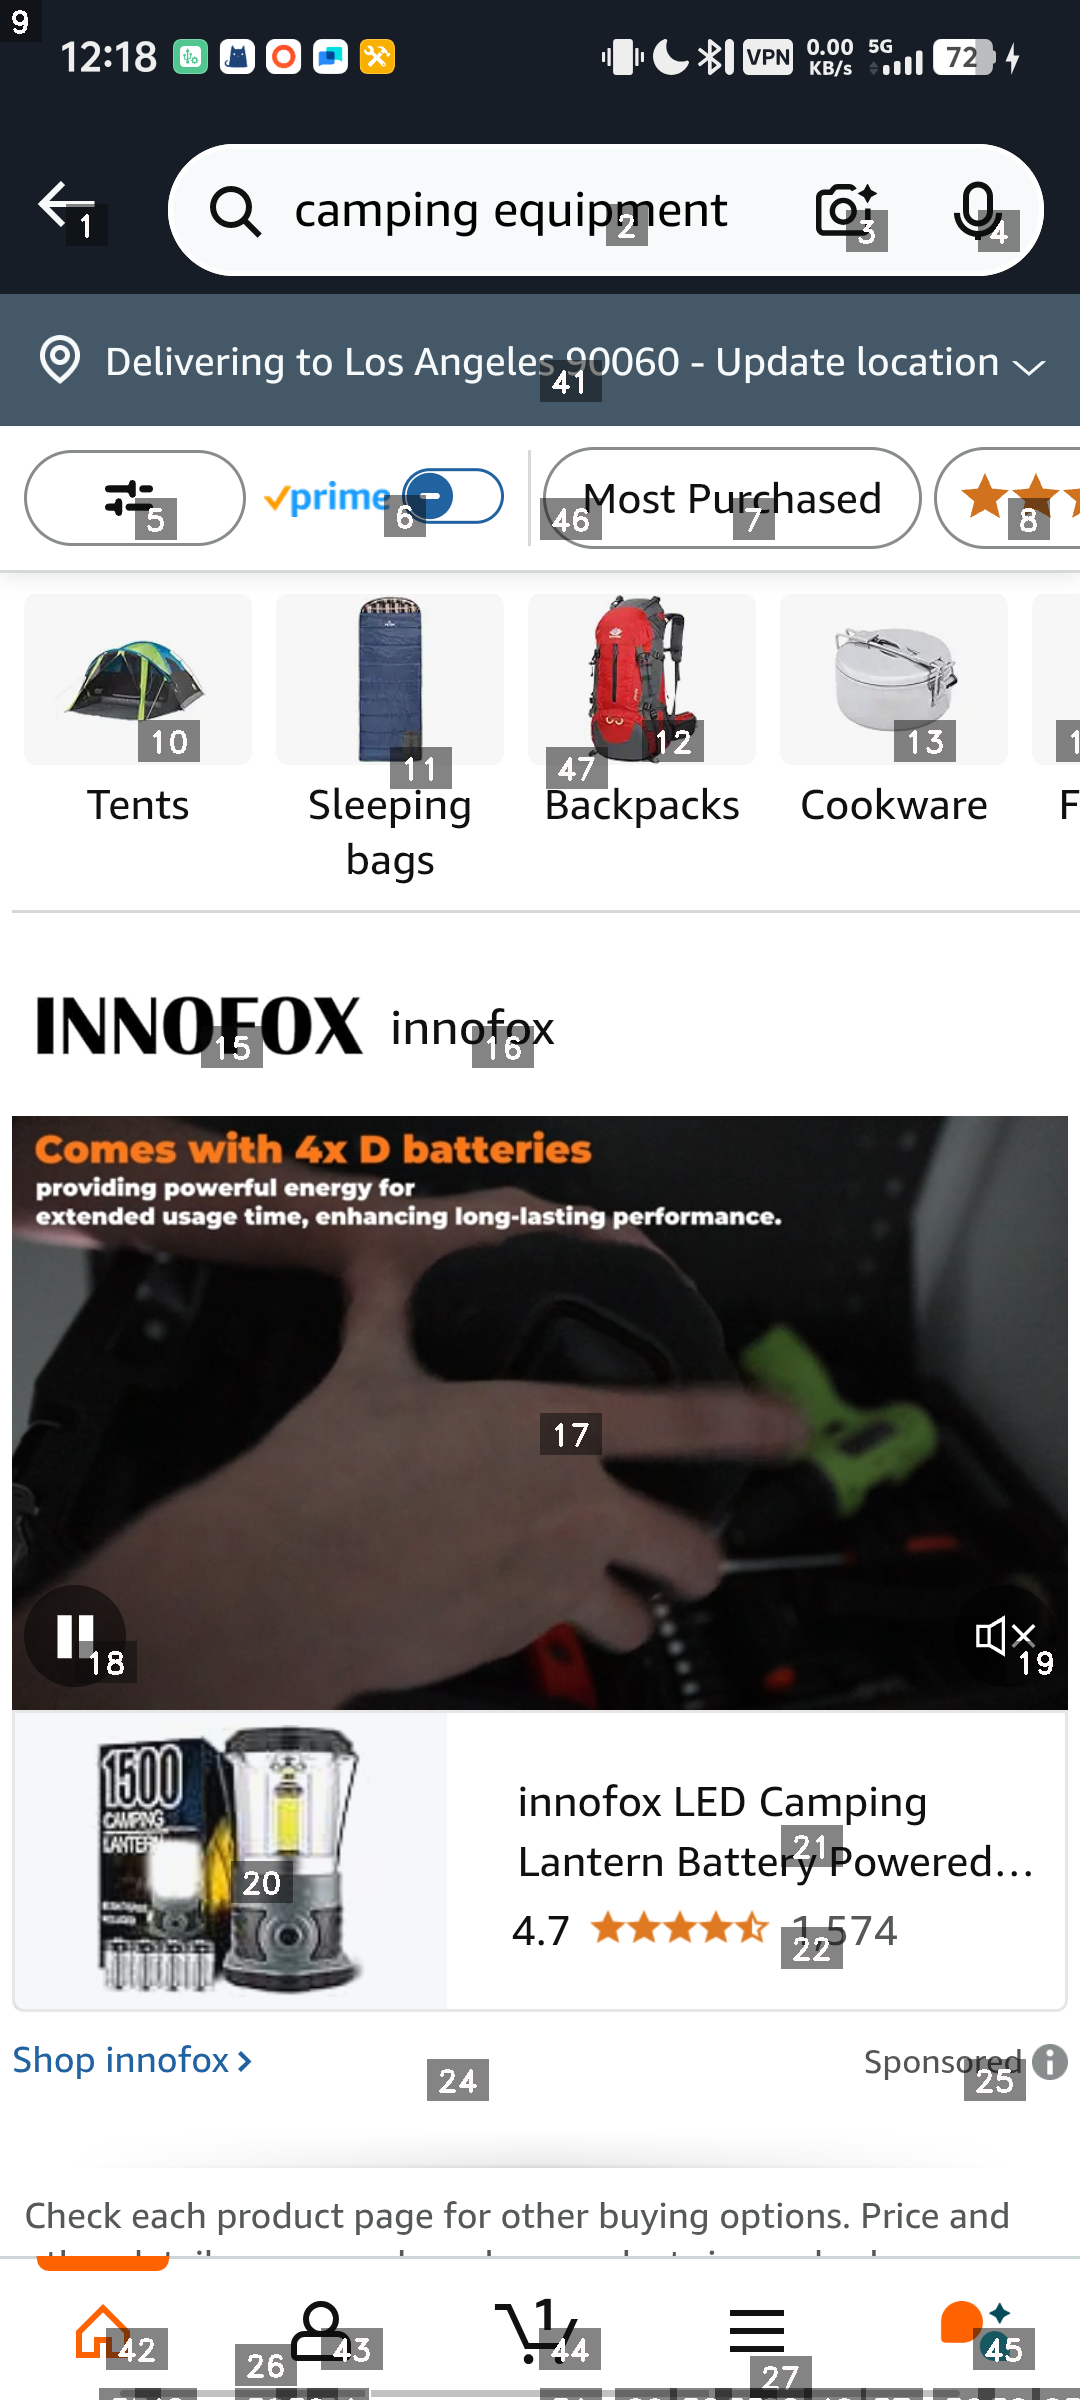 9
12:18
VPN
0.00
KB/s
5G
72
1
camping equipment
2
3
4
Delivering to Los Angeles 90060 - Update location
41
5
prime
6
46
Most Purchased
7
8
10
11
47
12
13
1
Tents
Sleeping
bags
Backpacks
Cookware
F
INNOFOX
15
innofox
16
Comes with 4x D batteries
providing powerful energy for
extended usage time, enhancing long-lasting performance.
17
18
19
1500
CAMPING
LANTERN
20
innofox LED Camping
21
Lantern Battery Powered...
4.7
1,574
22
Shop innofox
24
Sponsored
25
Check each product page for other buying options. Price and
1
42
26
43
44
27
45